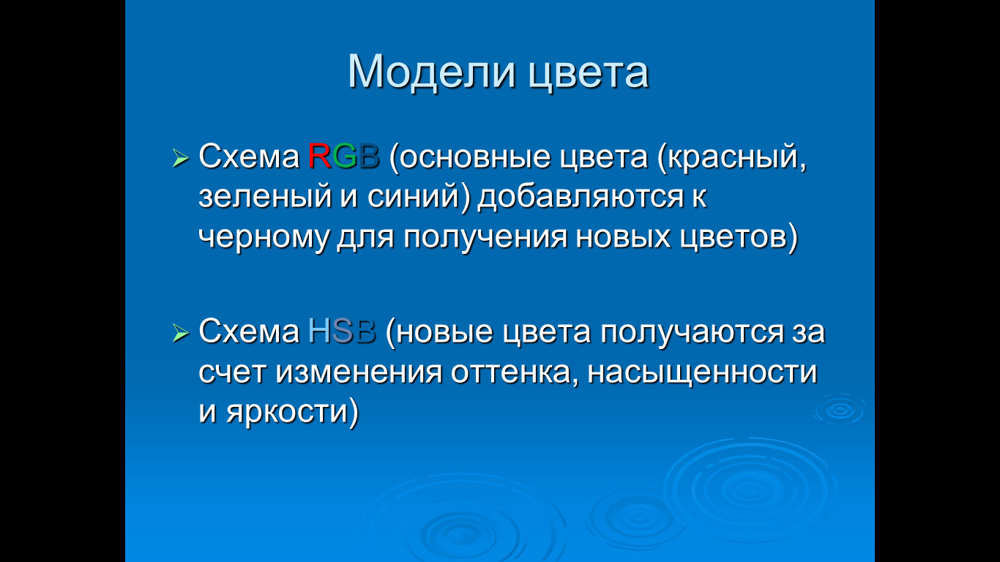 Модели цвета
Схема RGB (основные цвета (красный,
зеленый и синий) добавляются к
черному для получения новых цветов)
Схема HSB (новые цвета получаются за
счет изменения оттенка, насыщенности
и яркости)